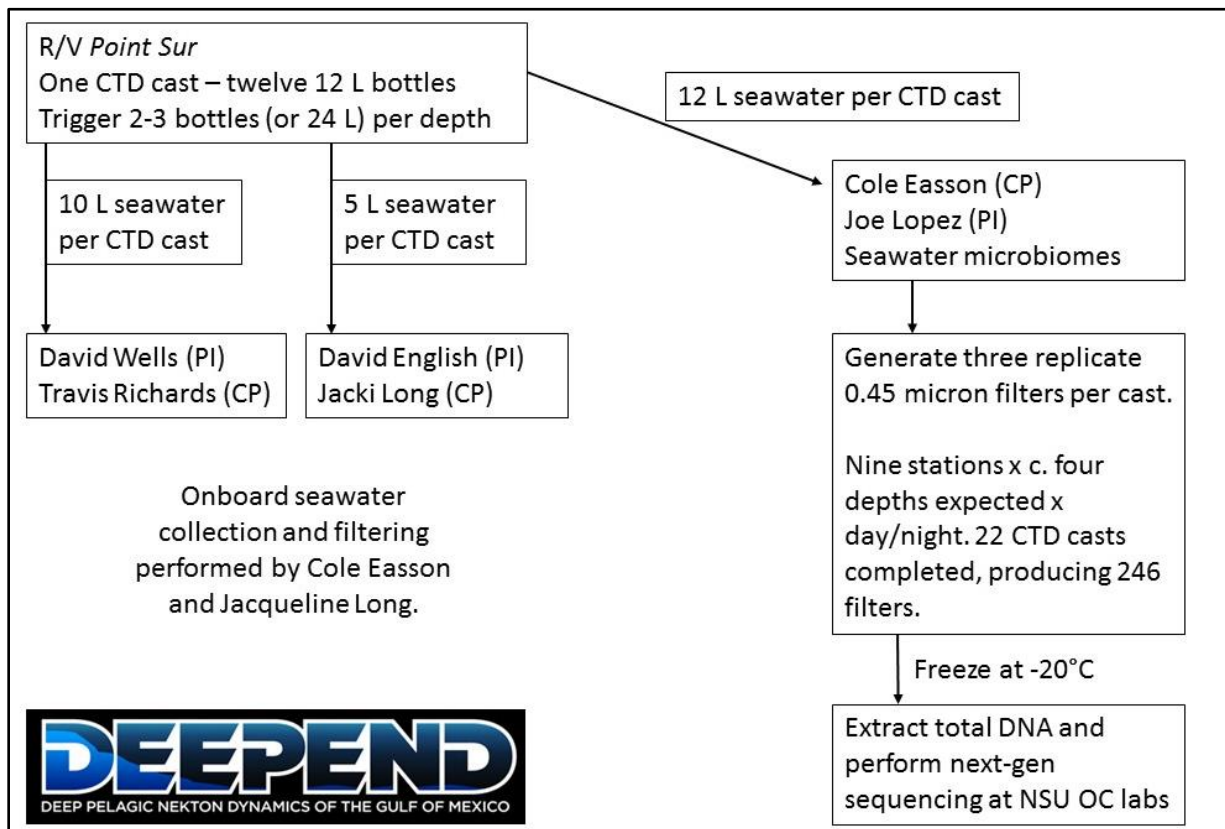 R/V Point Sur
One CTD cast – twelve 12 L bottles
Trigger 2-3 bottles (or 24 L) per depth
12 L seawater per CTD cast
10 L seawater
per CTD cast
5 L seawater
per CTD cast
Cole Easson (CP)
Joe Lopez (PI)
Seawater microbiomes
David Wells (PI)
Travis Richards (CP)
David English (PI)
Jacki Long (CP)
Generate three replicate
0.45 micron filters per cast.
Nine stations x c. four
depths expected x
day/night. 22 CTD casts
completed, producing 246
filters.
Onboard seawater
collection and filtering
performed by Cole Easson
and Jacqueline Long.
Freeze at -20°C
Extract total DNA and
perform next-gen
sequencing at NSU OC labs
DEEPEND
DEEP PELAGIC NEKTON DYNAMICS OF THE GULF OF MEXICO